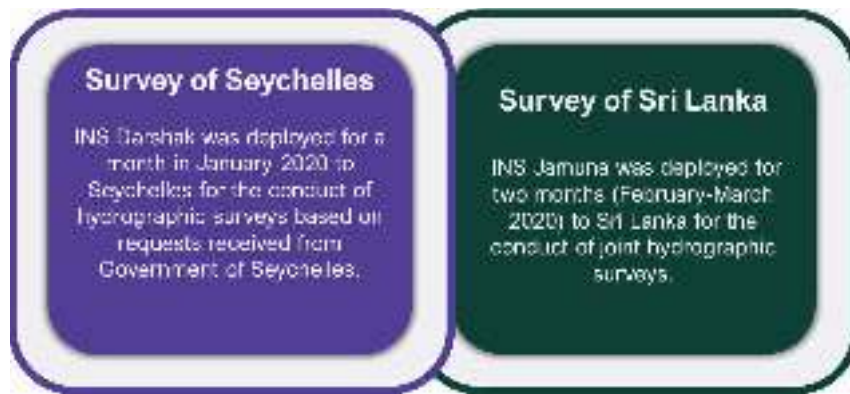 Survey of Seychelles
INS Darshak was deployed for a
month in January 2020 to
Seychelles for the conduct of
hydrographic surveys based on
requests received from
Government of Seychelles.
Survey of Sri Lanka
INS Jamuna was deployed for
two months (February-March
2020) to Sri Lanka for the
conduct of joint hydrographic
surveys.